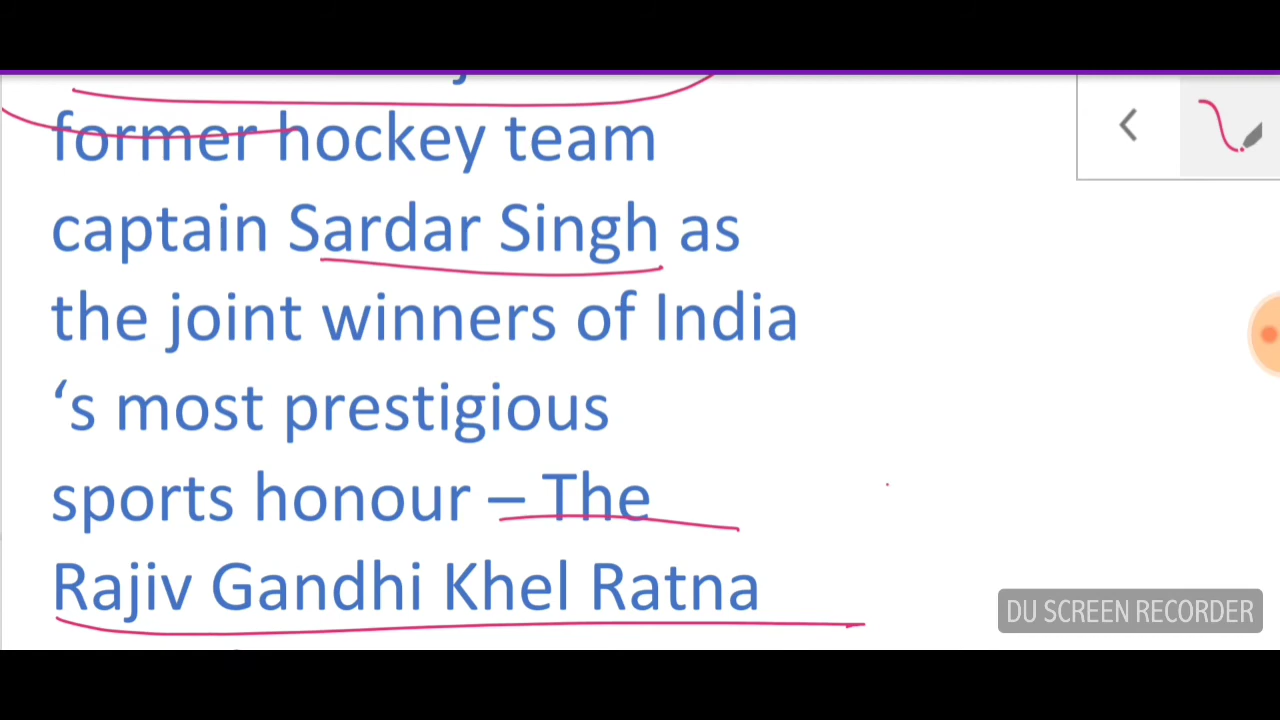 former hockey team
captain Sardar Singh as
the joint winners of India
‘s most prestigious
sports honour – The
Rajiv Gandhi Khel Ratna
DU SCREEN RECORDER